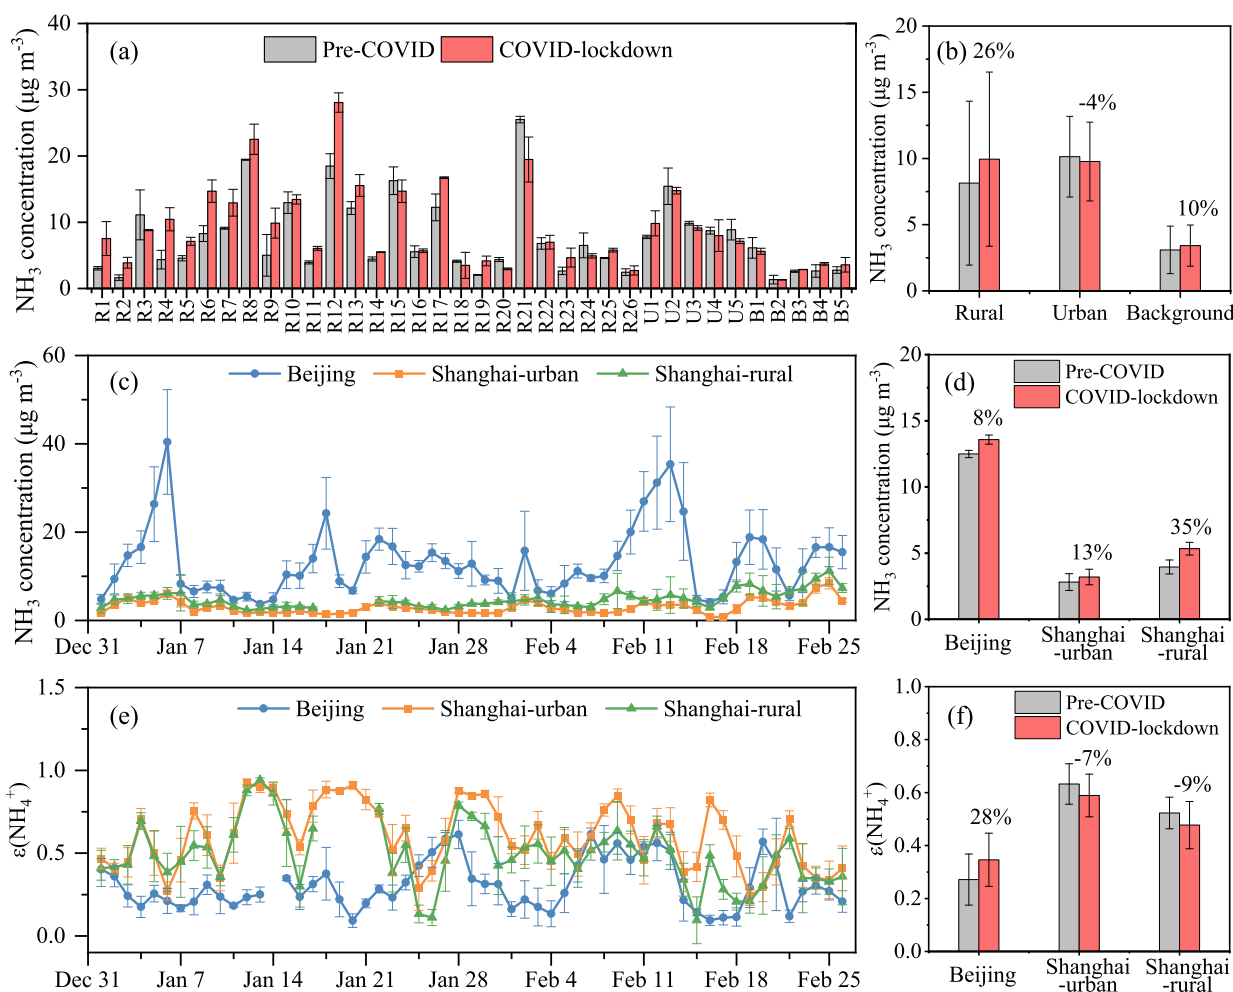 (a)
Pre-COVID
COVID-lockdown
NH3 concentration (μg m-3)
40
30
20
10
0
R1 R2 R3 R4 R5 R6 R7 R8 R9 R10 R11 R12 R13 R14 R15 R16 R17 R18 R19 R20 R21 R22 R23 R24 R25 R26 U1 U2 U3 U4 U5 B1 B2 B3 B4 B5
(b)
NH3 concentration (μg m-3)
20
15
10
5
0
26%
-4%
10%
Rural Urban Background
(c)
Beijing
Shanghai-urban
Shanghai-rural
NH3 concentration (μg m-3)
60
40
20
0
Dec 31 Jan 7 Jan 14 Jan 21 Jan 28 Feb 4 Feb 11 Feb 18 Feb 25
(d)
Pre-COVID
COVID-lockdown
NH3 concentration (μg m-3)
20
15
10
5
0
8%
13%
35%
Beijing Shanghai Shanghai
-urban -rural
(e)
Beijing
Shanghai-urban
Shanghai-rural
ε(NH4+)
1.5
1.0
0.5
0.0
Dec 31 Jan 7 Jan 14 Jan 21 Jan 28 Feb 4 Feb 11 Feb 18 Feb 25
(f)
Pre-COVID
COVID-lockdown
ε(NH4+)
1.0
0.8
0.6
0.4
0.2
0.0
28%
-7%
-9%
Beijing Shanghai Shanghai
-urban -rural